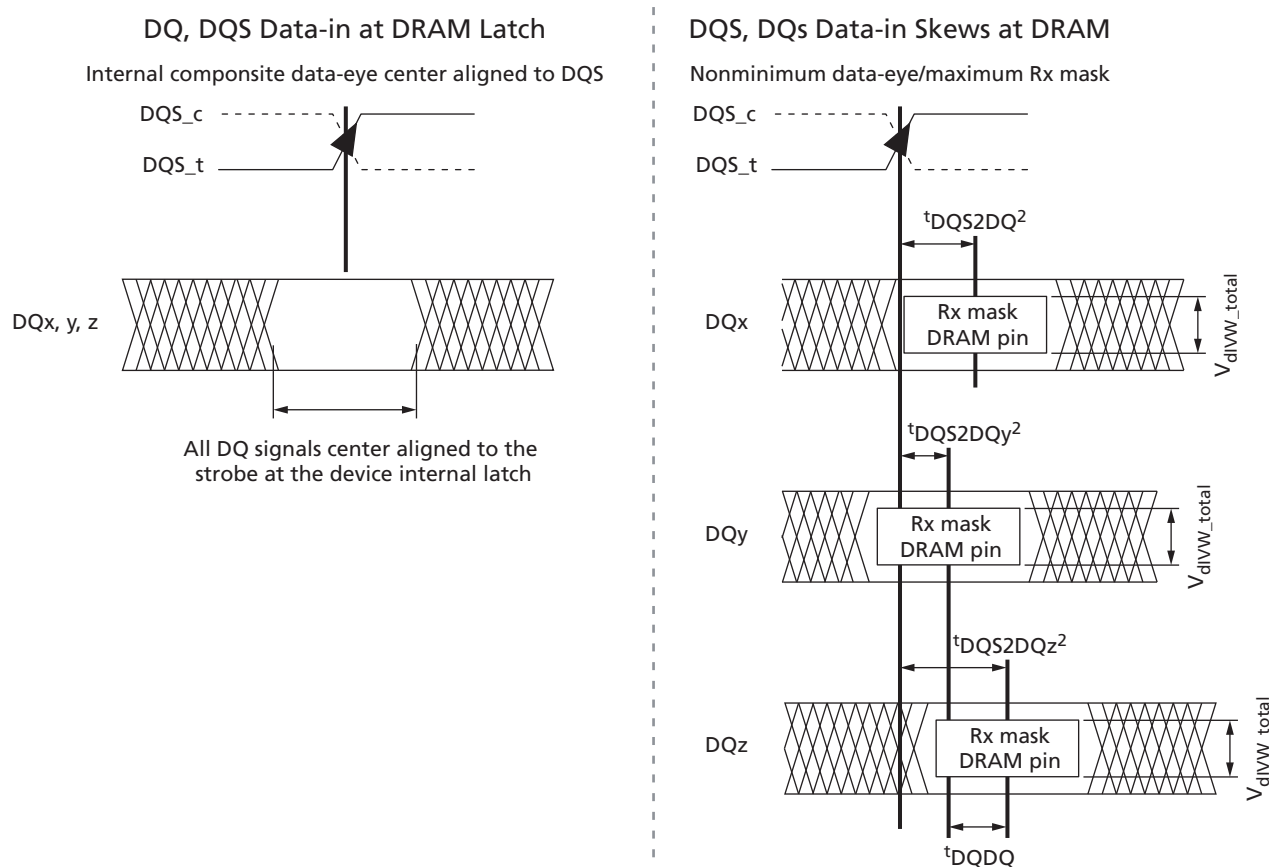 DQ, DQS Data-in at DRAM Latch
Internal componsite data-eye center aligned to DQS
DQS_c
DQS_t
DQx, y, z
All DQ signals center aligned to the
strobe at the device internal latch
DQS, DQs Data-in Skews at DRAM
Nonminimum data-eye/maximum Rx mask
DQS_c
DQS_t
tDQS2DQ2
DQx
Rx mask
DRAM pin
VdIVW_total
tDQS2DQy2
DQy
Rx mask
DRAM pin
VdIVW_total
tDQS2DQz2
DQz
Rx mask
DRAM pin
VdIVW_total
tDQDQ